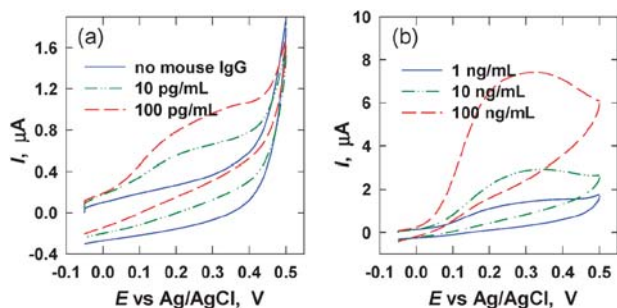 (a)
no mouse IgG
10 pg/mL
100 pg/mL
I, μA
1.6
1.2
0.8
0.4
0.0
-0.4
-0.1 0.0 0.1 0.2 0.3 0.4 0.5
E vs Ag/AgCl, V
(b)
1 ng/mL
10 ng/mL
100 ng/mL
I, μA
10
8
6
4
2
0
-0.1 0.0 0.1 0.2 0.3 0.4 0.5
E vs Ag/AgCl, V